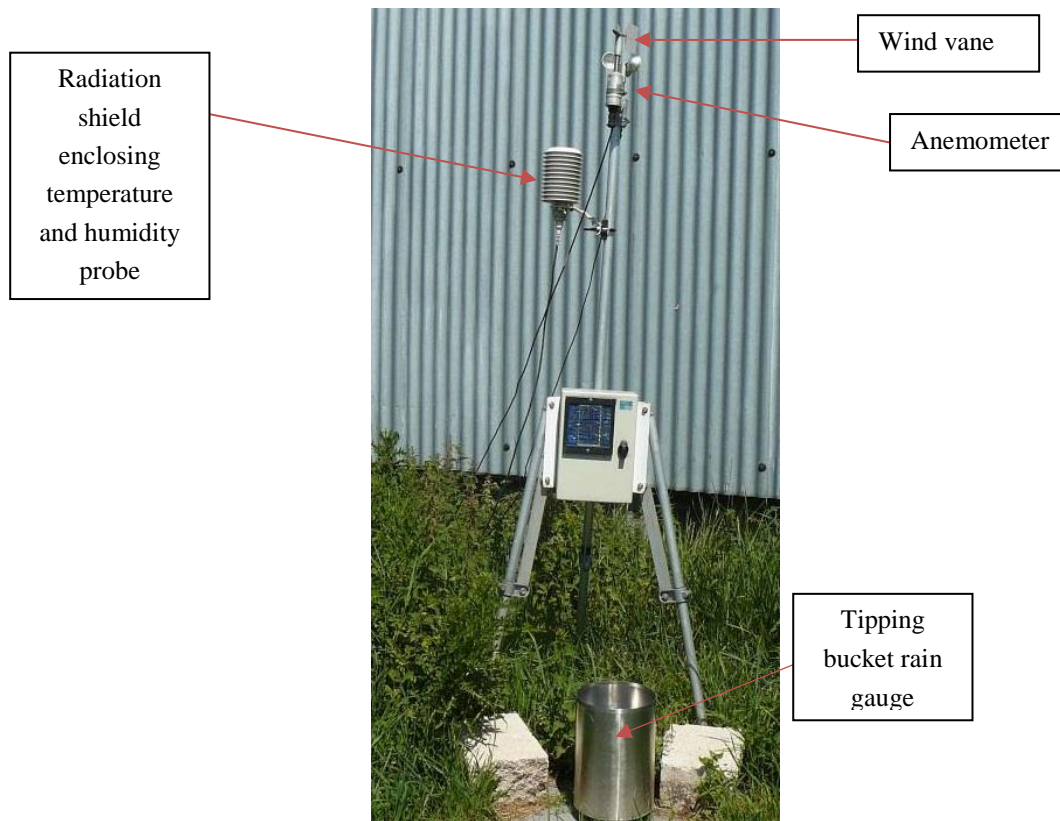 Wind vane
Radiation
shield
enclosing
temperature
and humidity
probe
Anemometer
Tipping
bucket rain
gauge